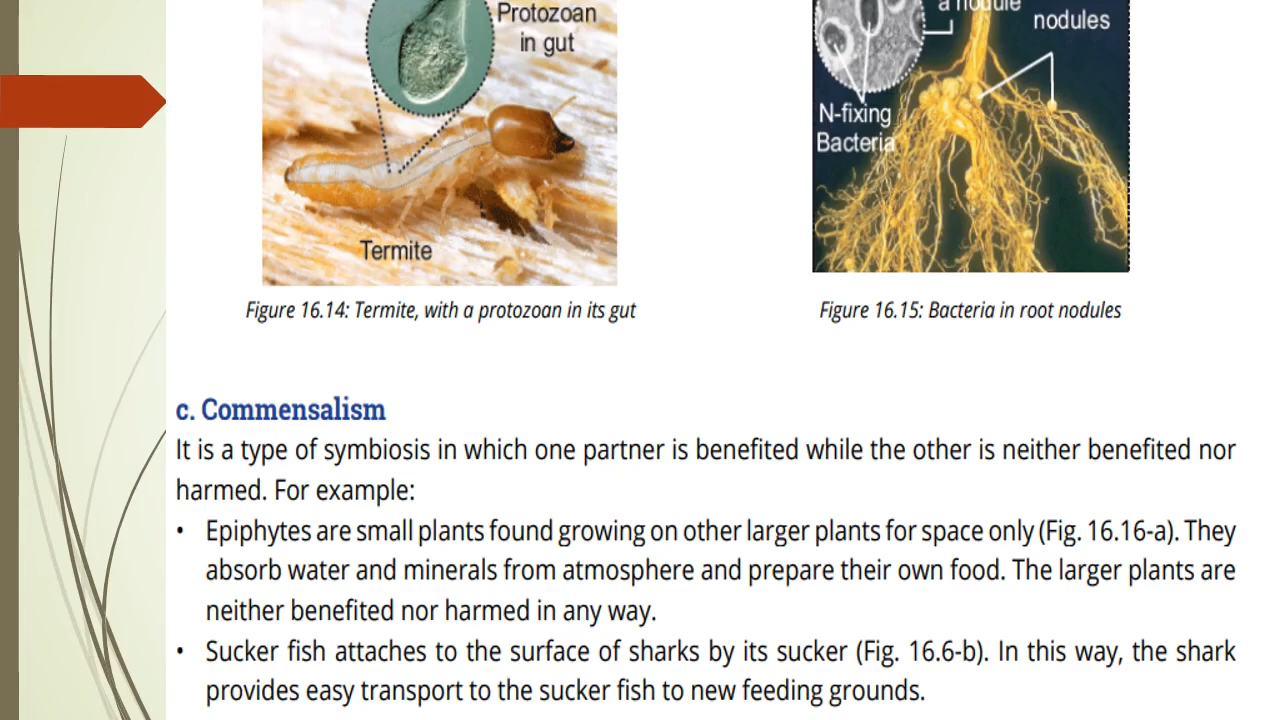 Protozoan
in gut
Termite
Figure 16.14: Termite, with a protozoan in its gut
a nodule
nodules
N-fixing
Bacteria
Figure 16.15: Bacteria in root nodules
c. Commensalism
It is a type of symbiosis in which one partner is benefited while the other is neither benefited nor
harmed. For example:
• Epiphytes are small plants found growing on other larger plants for space only (Fig. 16.16-a). They
absorb water and minerals from atmosphere and prepare their own food. The larger plants are
neither benefited nor harmed in any way.
• Sucker fish attaches to the surface of sharks by its sucker (Fig. 16.6-b). In this way, the shark
provides easy transport to the sucker fish to new feeding grounds.